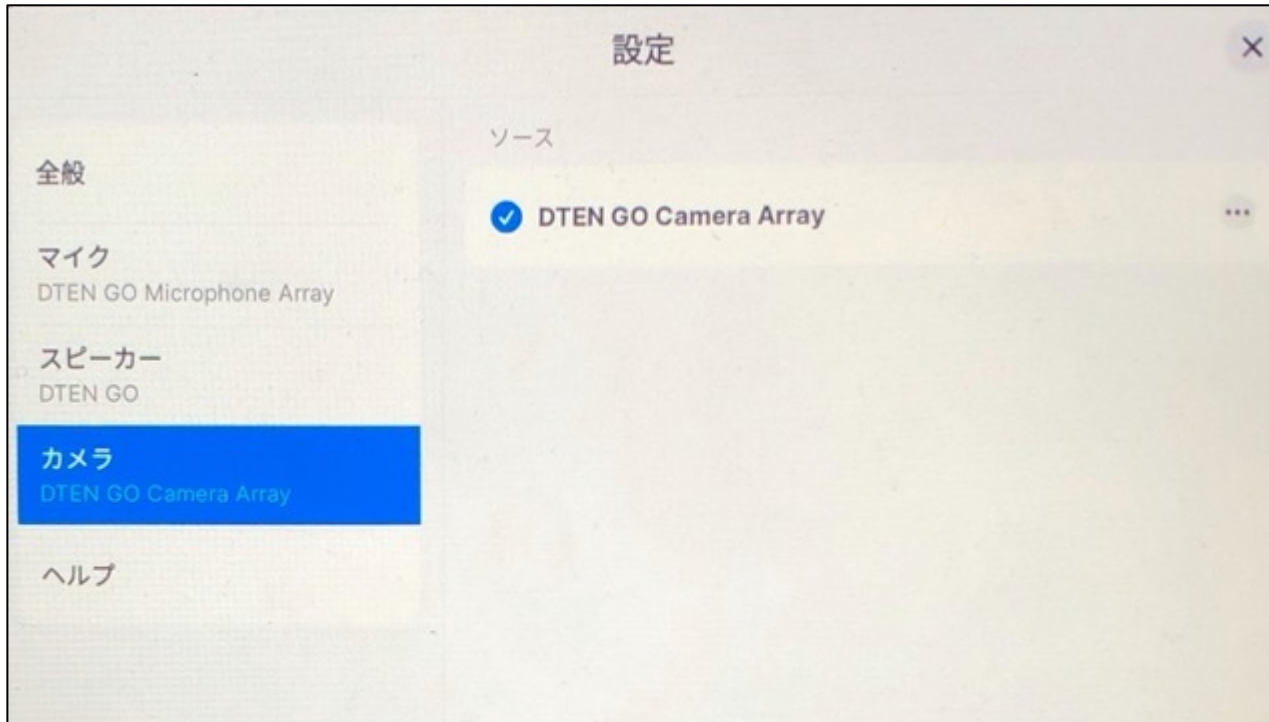 設定
全般
マイク
DTEN GO Microphone Array
スピーカー
DTEN GO
カメラ
DTEN GO Camera Array
ヘルプ
ソース
DTEN GO Camera Array